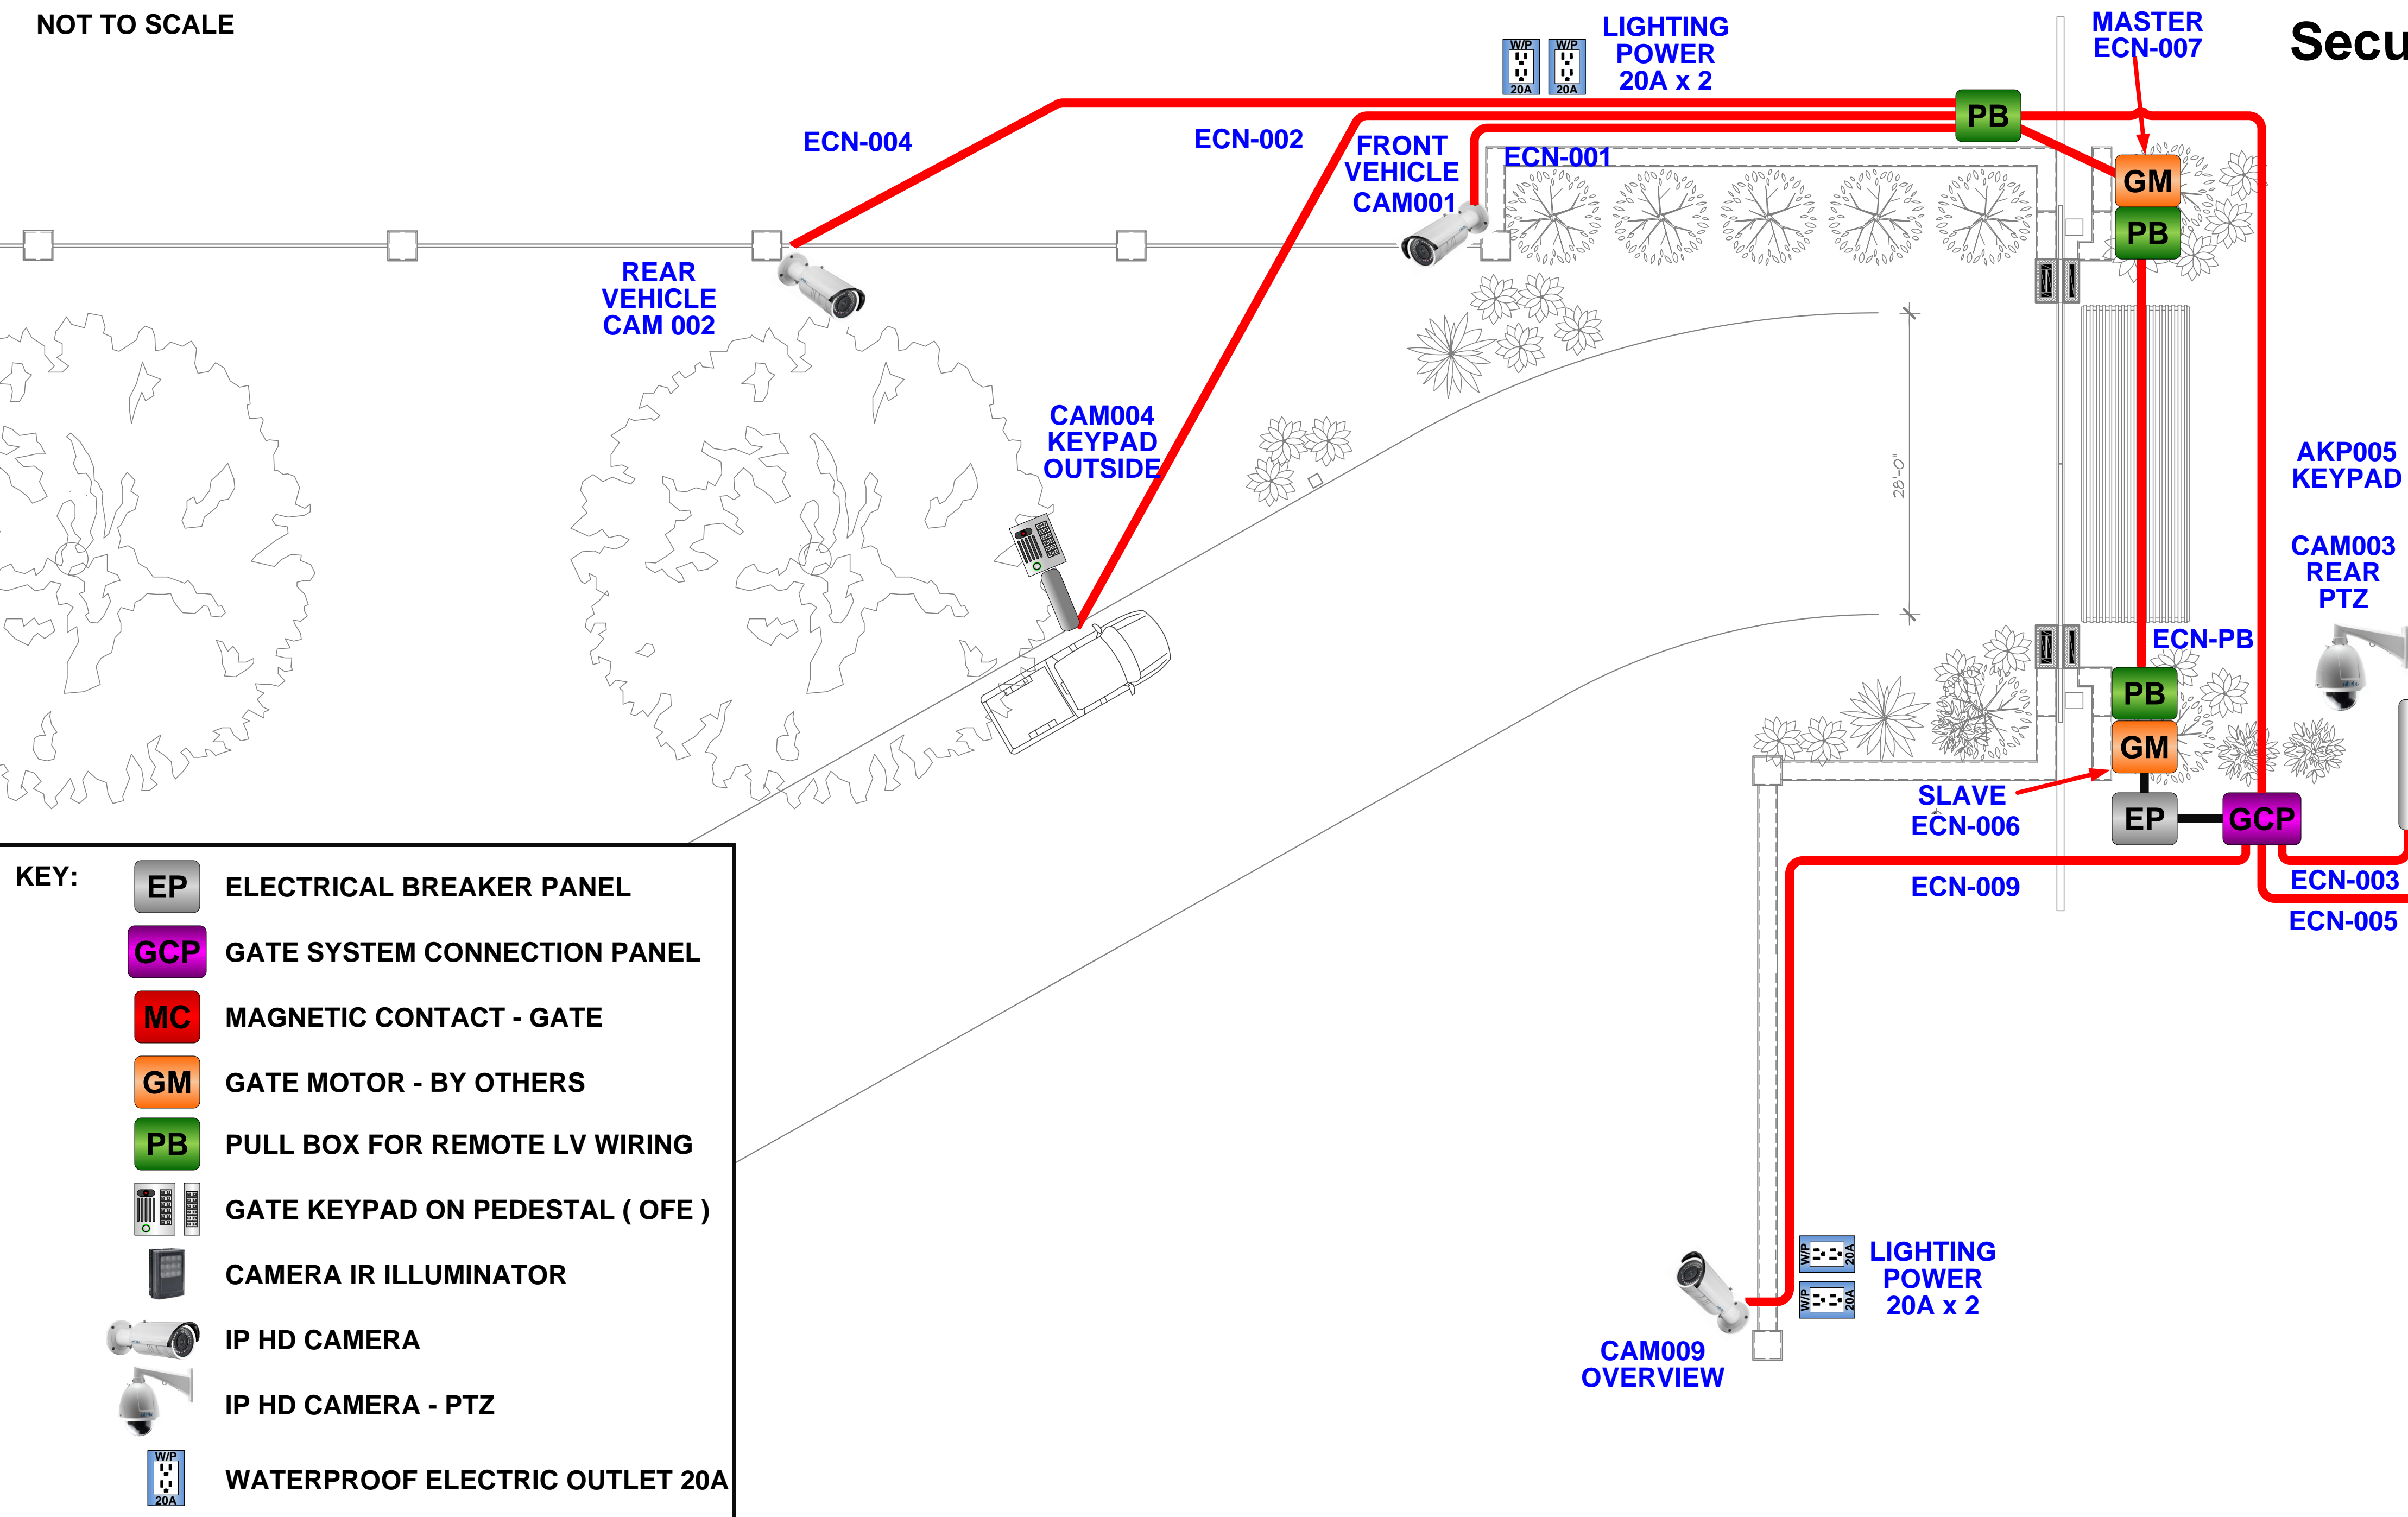 NOT TO SCALE
W/P
20A
W/P
20A
LIGHTING
POWER
20A x 2
MASTER
ECN-007
Secu
PB
ECN-004
ECN-002
FRONT
VEHICLE
CAM001
ECN-001
GM
PB
REAR
VEHICLE
CAM 002
CAM004
KEYPAD
OUTSIDE
28'-0"
AKP005
KEYPAD
CAM003
REAR
PTZ
ECN-PB
PB
GM
SLAVE
ECN-006
EP
GCP
ECN-009
ECN-003
ECN-005
KEY:
EP ELECTRICAL BREAKER PANEL
GCP GATE SYSTEM CONNECTION PANEL
MC MAGNETIC CONTACT - GATE
GM GATE MOTOR - BY OTHERS
PB PULL BOX FOR REMOTE LV WIRING
GATE KEYPAD ON PEDESTAL ( OFE )
CAMERA IR ILLUMINATOR
IP HD CAMERA
IP HD CAMERA - PTZ
W/P
20A
WATERPROOF ELECTRIC OUTLET 20A
W/P
20A
W/P
20A
LIGHTING
POWER
20A x 2
CAM009
OVERVIEW